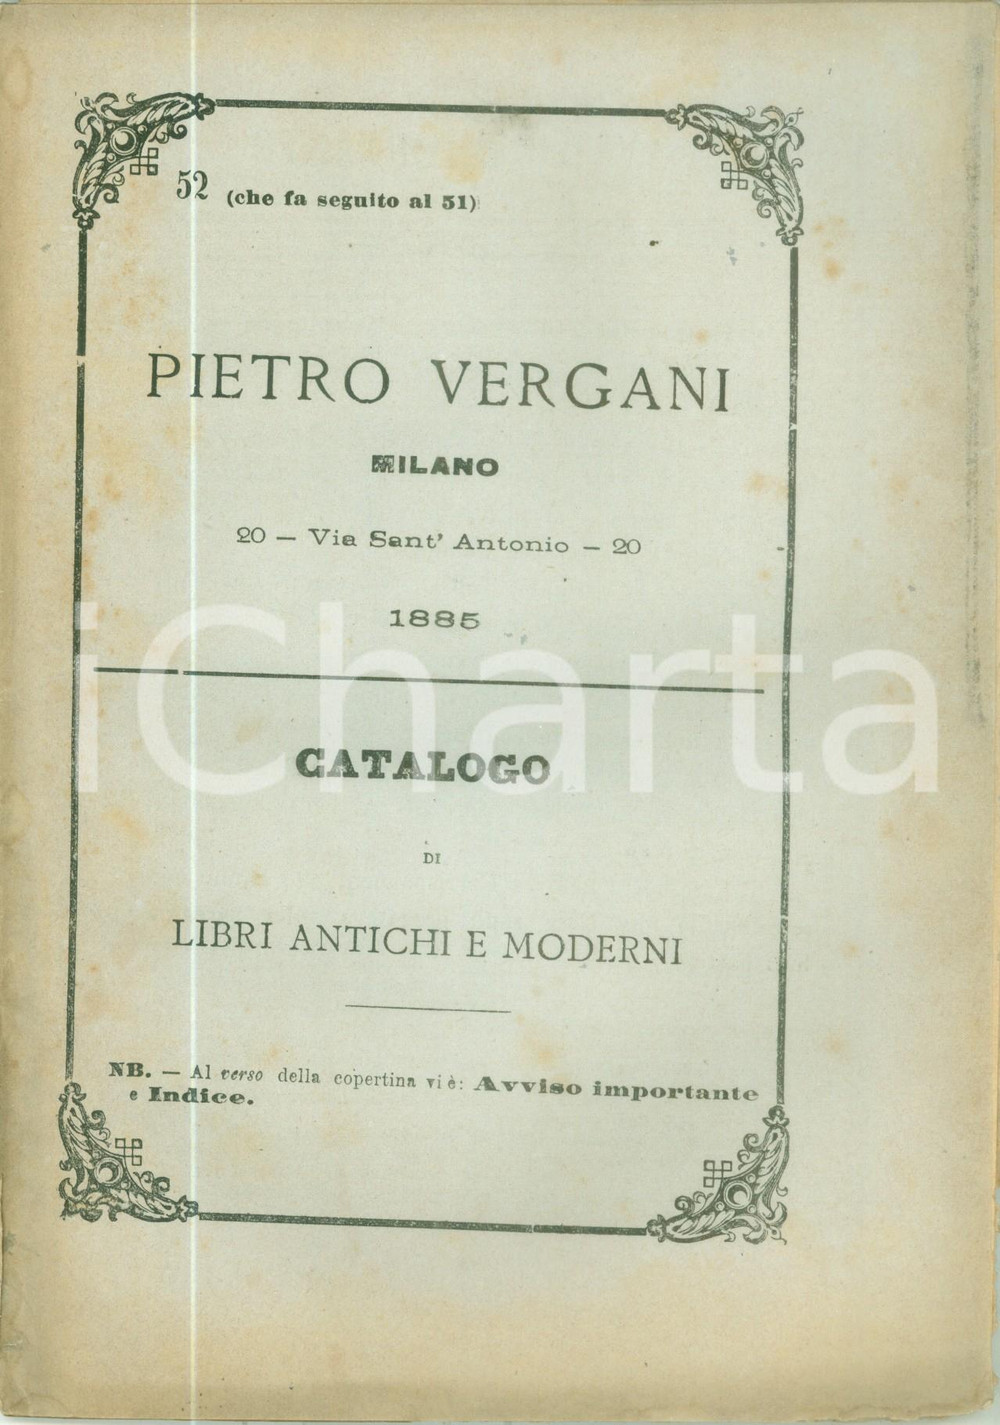 52 (che fa seguito al 51)
PIETRO VERGANI
MILANO
20 — Via Sant' Antonio — 20
1885
iCharta
CATALOGO
DI
LIBRI ANTICHI E MODERNI
NB. — Al verso della copertina vi è: Avviso importante
e Indice.